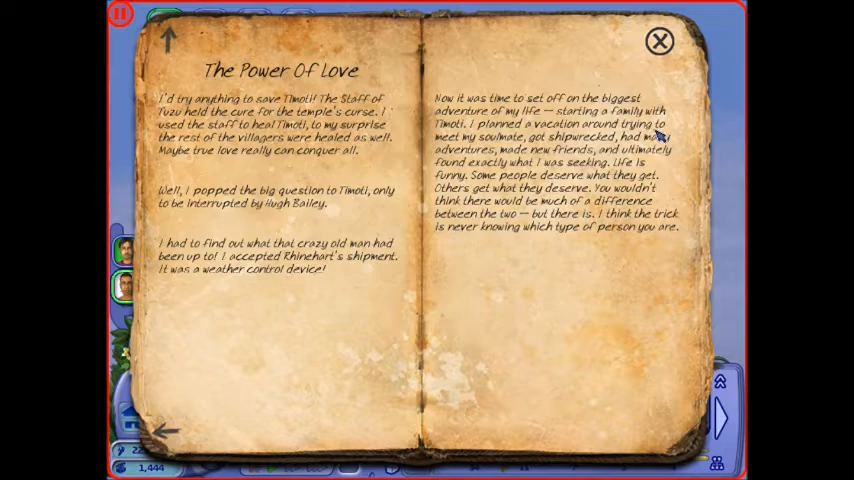 The Power Of Love
I'd try anything to save Timoti! The Staff of
Tuzu held the cure for the temple's curse. I
used the staff to heal Timoti, to my surprise
the rest of the villagers were healed as well.
Maybe true love really can conquer all.
Well, I popped the big question to Timoti, only
to be interrupted by Hugh Bailey.
I had to find out what that crazy old man had
been up to! I accepted Rhinehart's shipment.
It was a weather control device!
Now it was time to set off on the biggest
adventure of my life — starting a family with
Timoti. I planned a vacation around trying to
meet my soulmate, got shipwrecked, had many
adventures, made new friends, and ultimately
found exactly what I was seeking. Life is
funny. Some people deserve what they get.
Others get what they deserve. You wouldn't
think there would be much of a difference
between the two — but there is. I think the trick
is never knowing which type of person you are.
1,444